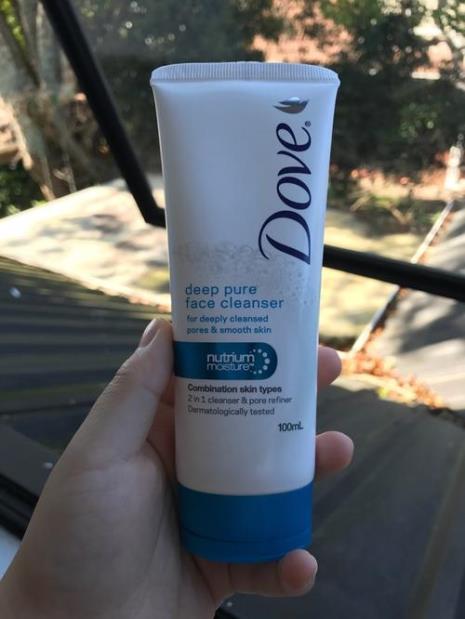 Dove®
deep pure
face cleanser
for deeply cleansed
pores & smooth skin
nutrium™
moisture
Combination skin types
2 in 1 cleanser & pore refiner
Dermatologically tested
100mL